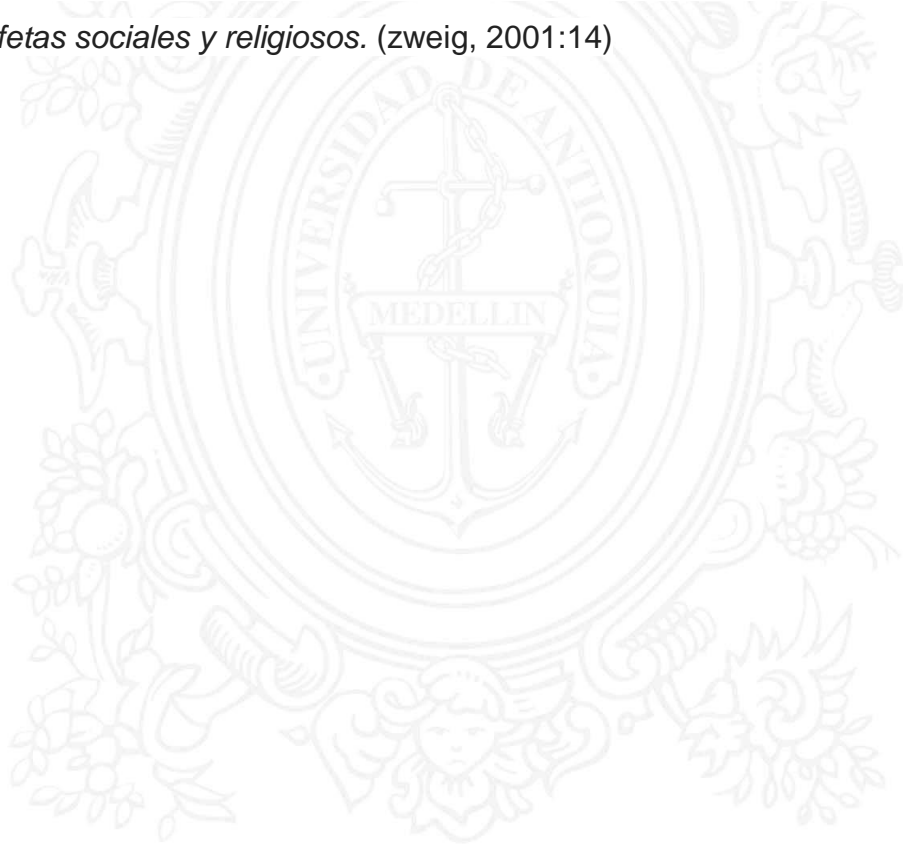 fetas sociales y religiosos. (zweig, 2001:14)
UNIVERSIDAD DE ANTIOQUIA
MEDELLIN